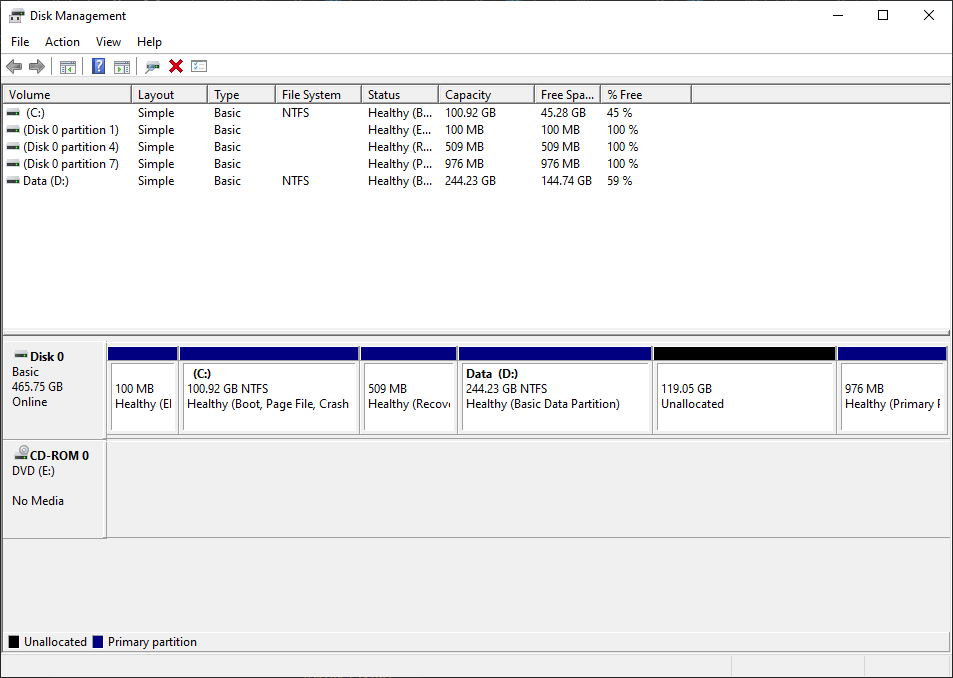 Disk Management
File Action View Help
Volume Layout Type File System Status Capacity Free Spa... % Free
(C:) Simple Basic NTFS Healthy (B... 100.92 GB 45.28 GB 45 %
(Disk 0 partition 1) Simple Basic Healthy (E... 100 MB 100 MB 100 %
(Disk 0 partition 4) Simple Basic Healthy (R... 509 MB 509 MB 100 %
(Disk 0 partition 7) Simple Basic Healthy (P... 976 MB 976 MB 100 %
Data (D:) Simple Basic NTFS Healthy (B... 244.23 GB 144.74 GB 59 %
Disk 0
Basic
465.75 GB
Online
100 MB
Healthy (EI
(C:)
100.92 GB NTFS
Healthy (Boot, Page File, Crash
509 MB
Healthy (Recov
Data (D:)
244.23 GB NTFS
Healthy (Basic Data Partition)
119.05 GB
Unallocated
976 MB
Healthy (Primary P
CD-ROM 0
DVD (E:)
No Media
Unallocated Primary partition